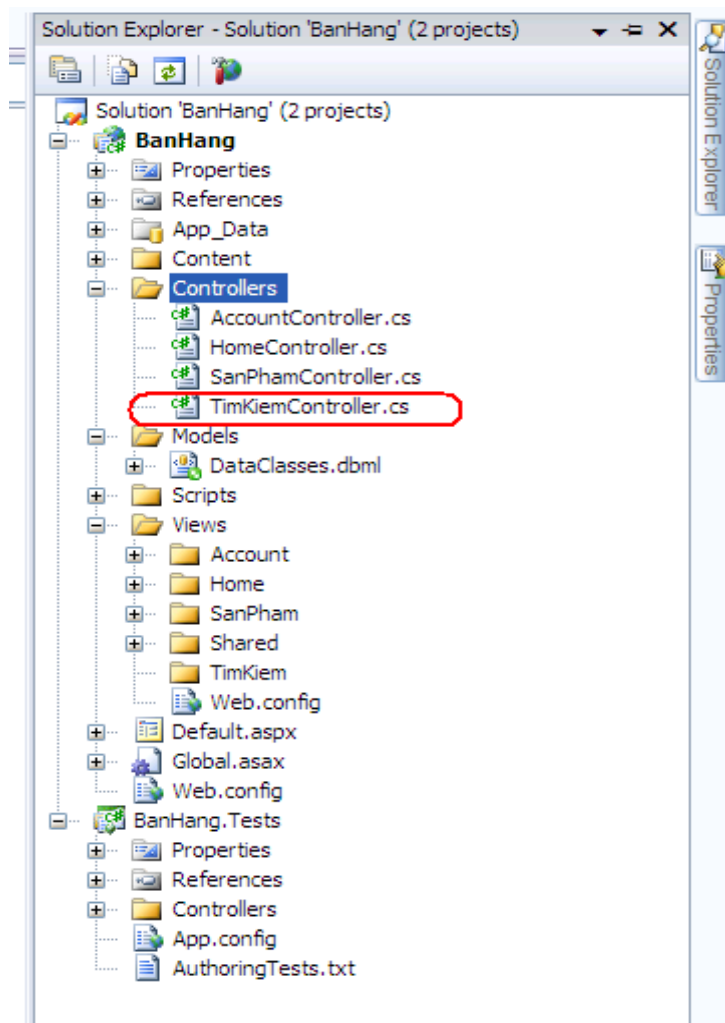 Solution Explorer - Solution 'BanHang' (2 projects)
Solution 'BanHang' (2 projects)
BanHang
Properties
References
App_Data
Content
Controllers
AccountController.cs
HomeController.cs
SanPhamController.cs
TimKiemController.cs
Models
DataClasses.dbml
Scripts
Views
Account
Home
SanPham
Shared
TimKiem
Web.config
Default.aspx
Global.asax
Web.config
BanHang.Tests
Properties
References
Controllers
App.config
AuthoringTests.txt
Solution Explorer
Properties